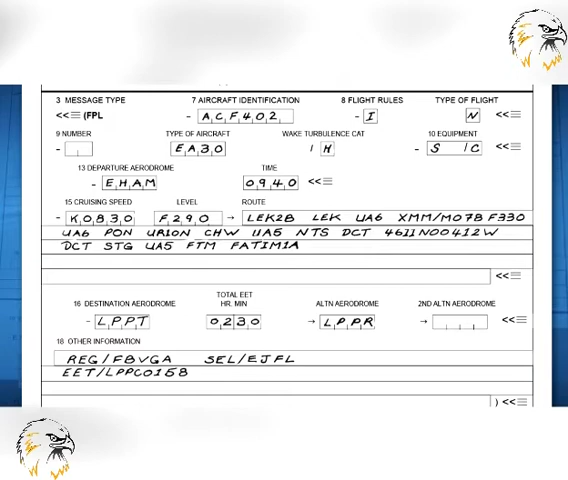 3 MESSAGE TYPE 7 AIRCRAFT IDENTIFICATION 8 FLIGHT RULES TYPE OF FLIGHT
<<≡ (FPL - ACF402 - I N <<≡
9 NUMBER TYPE OF AIRCRAFT WAKE TURBULENCE CAT 10 EQUIPMENT
- EA30 / H - S /C <<≡
13 DEPARTURE AERODROME TIME
- EHAM 0940 <<≡
15 CRUISING SPEED LEVEL ROUTE
- K0830 F290 → LEK2B LEK UA6 XMM/M078 F330
UA6 PON UR10N CHW UA5 NTS DCT 4611N00412W
DCT STG UA5 FTM FATIM1A
<<≡
16 DESTINATION AERODROME TOTAL EET HR. MIN ALTN AERODROME 2ND ALTN AERODROME
- LPPT 0230 → LPPR → <<≡
18 OTHER INFORMATION
REG/FBVGA SEL/EJFL
EET/LPPC0158
) <<≡